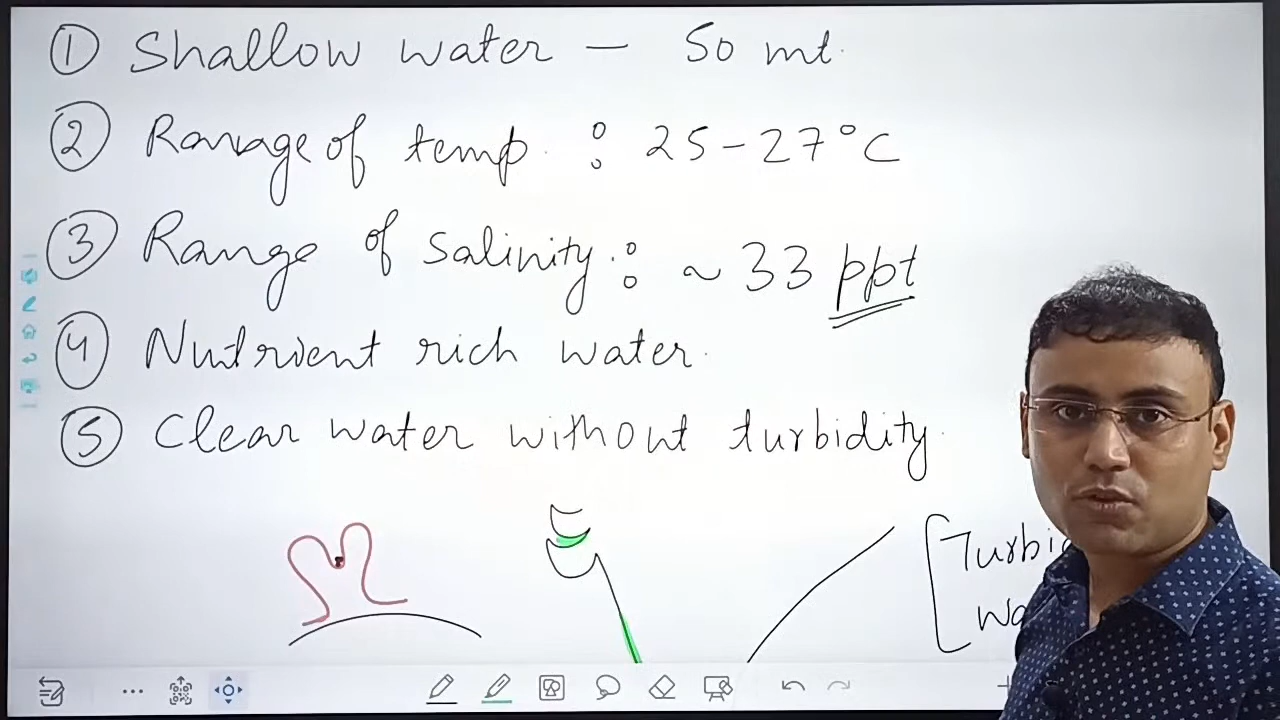 ① Shallow water – 50 mt.
② Range of temp. : 25-27°C
③ Range of salinity : ~ 33 ppt
④ Nutrient rich water.
⑤ Clear water without turbidity.